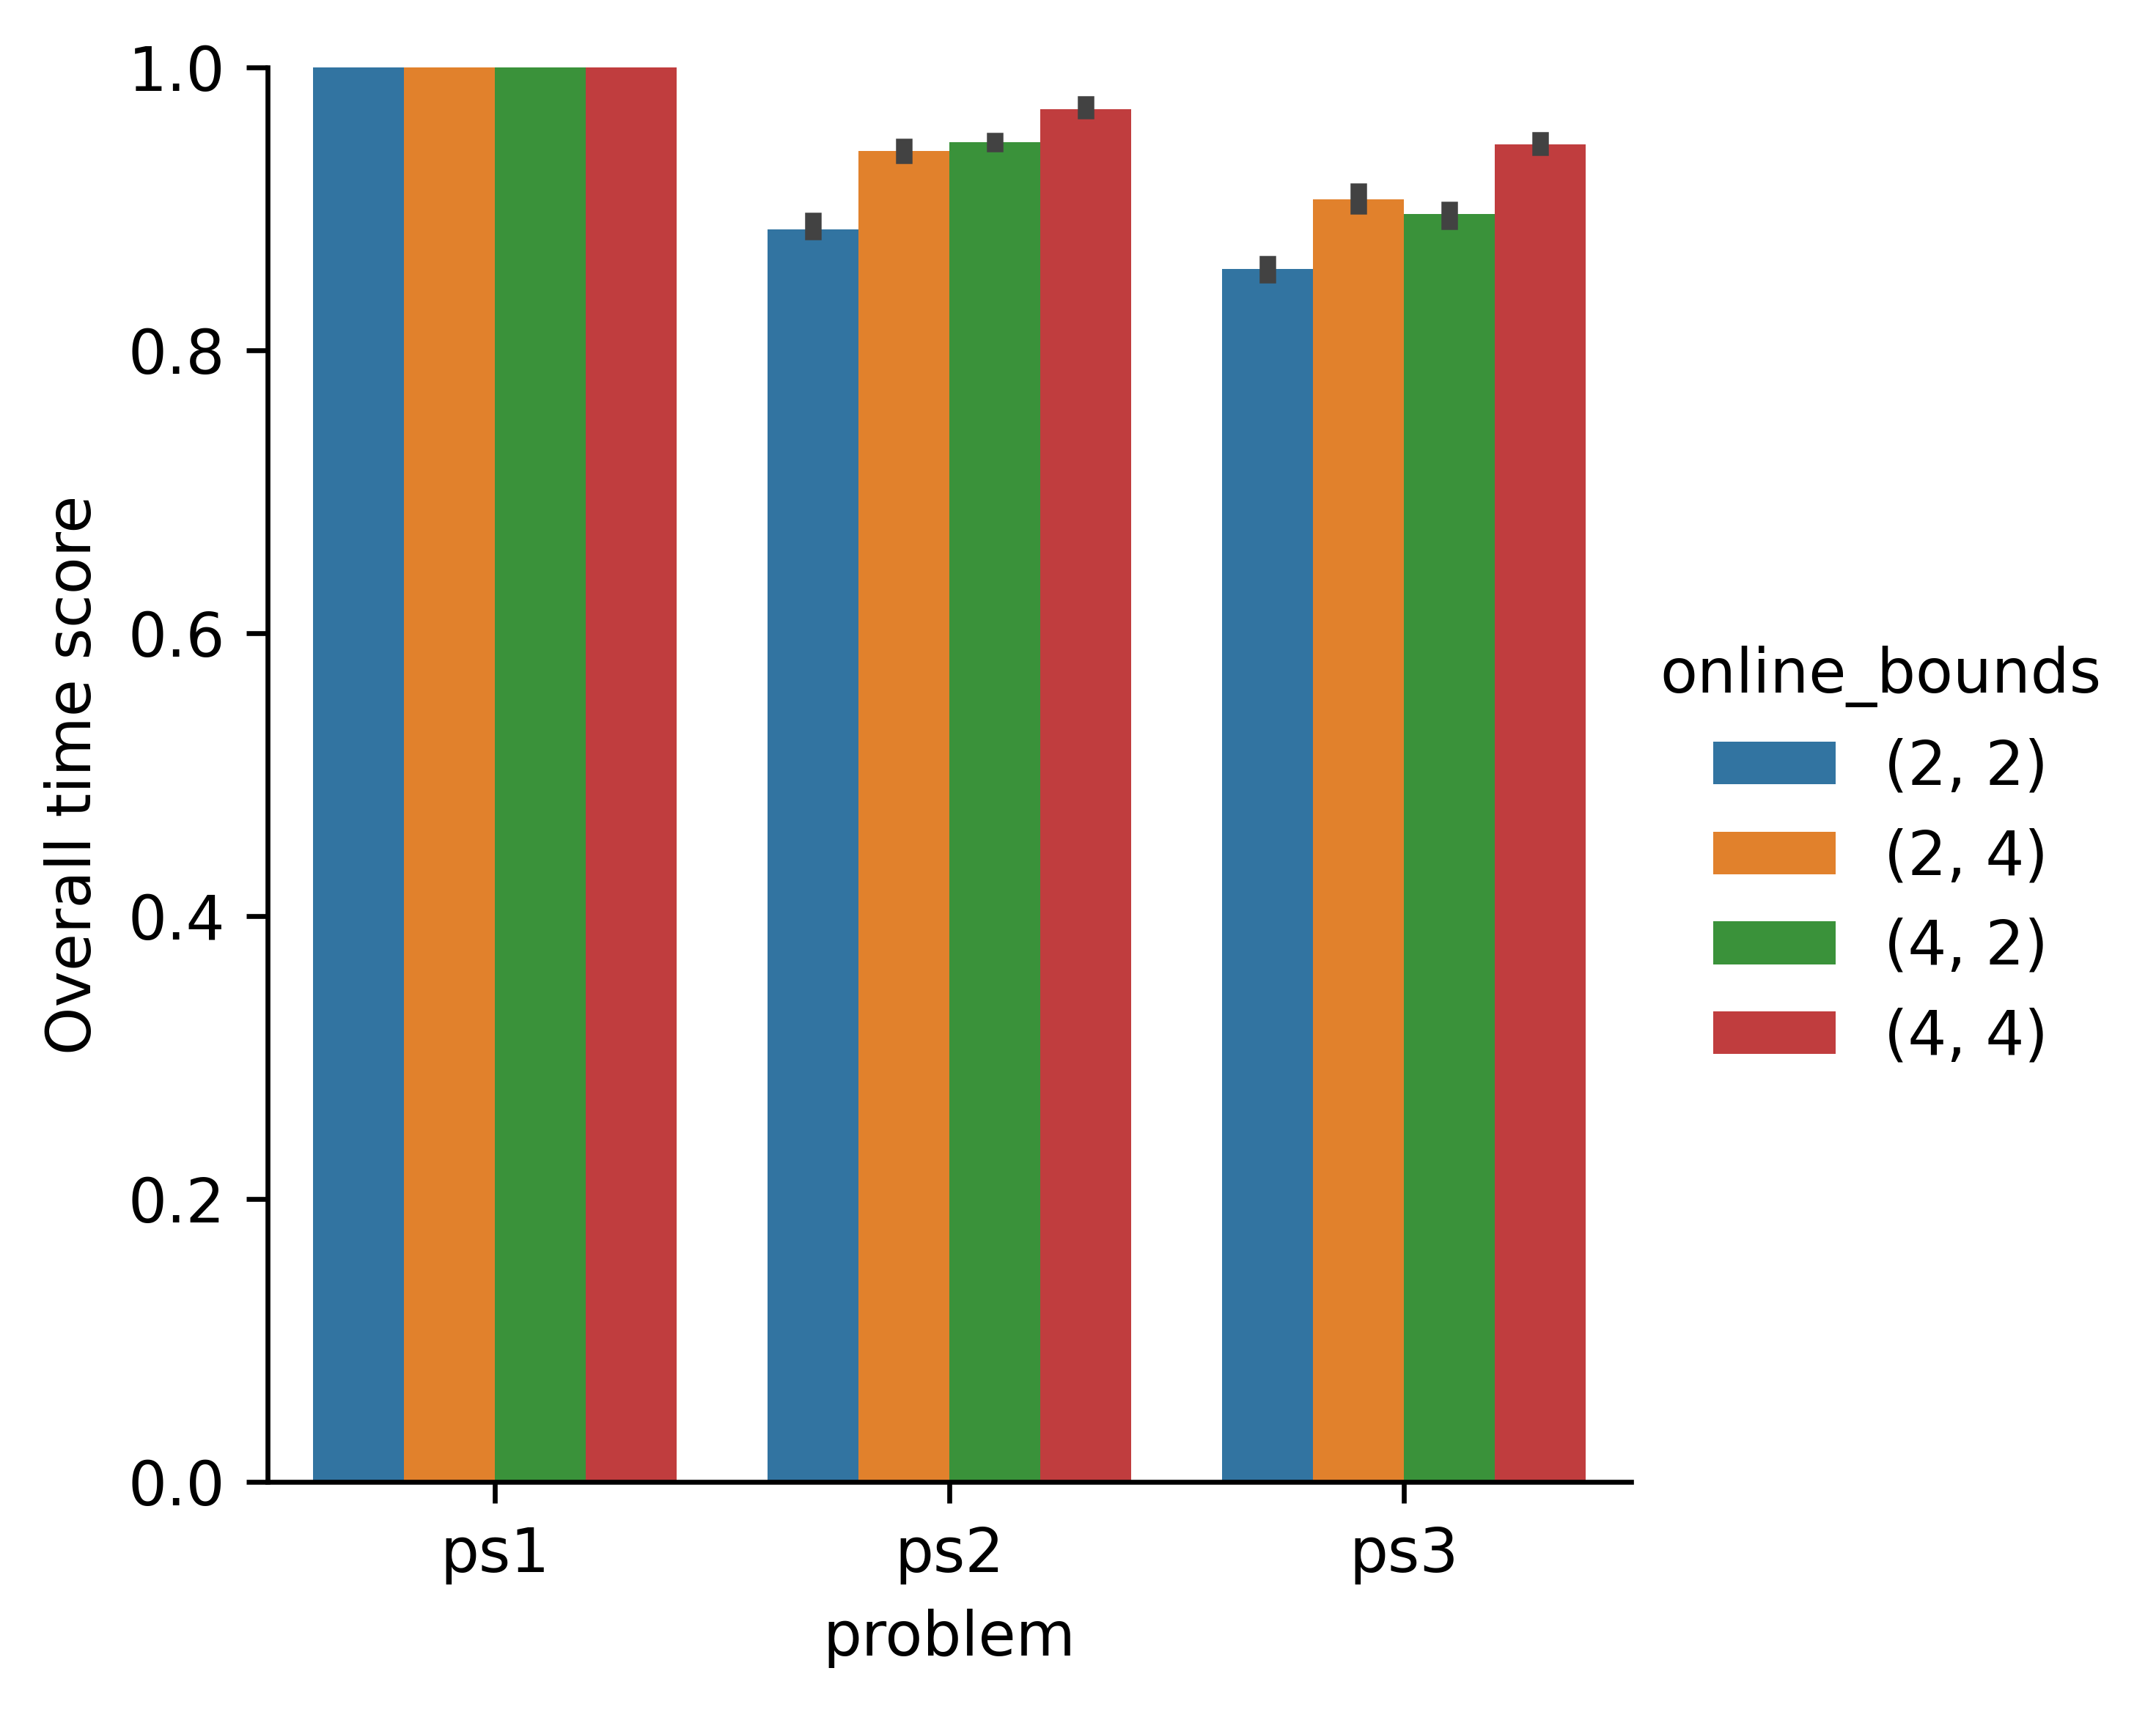 1.0
0.8
0.6
0.4
0.2
0.0
Overall time score
ps1 ps2 ps3
problem
online_bounds
(2, 2)
(2, 4)
(4, 2)
(4, 4)